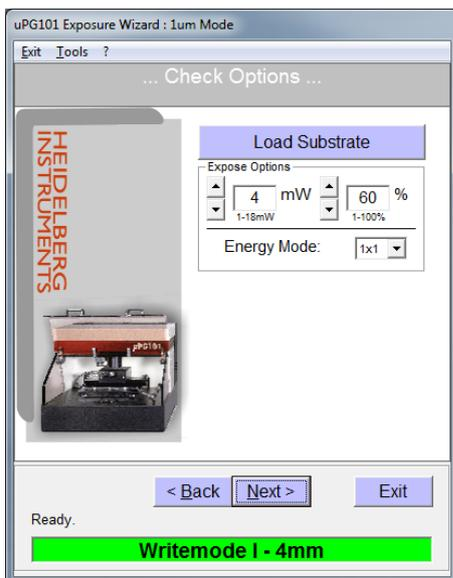 uPG101 Exposure Wizard : 1um Mode
Exit Tools ?
... Check Options ...
HEIDELBERG
INSTRUMENTS
µPG101
Load Substrate
Expose Options
4 mW 60 %
1-18mW 1-100%
Energy Mode: 1x1
< Back Next > Exit
Ready.
Writemode I - 4mm